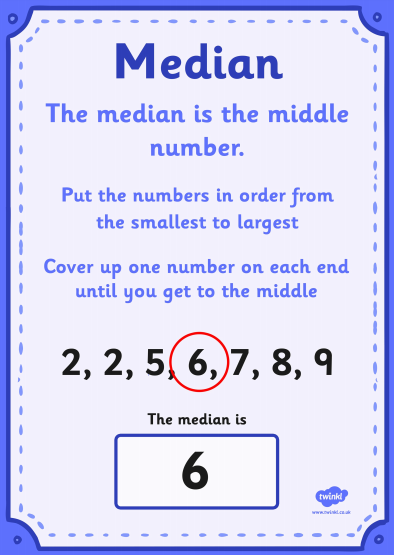 Median
The median is the middle
number.
Put the numbers in order from
the smallest to largest
Cover up one number on each end
until you get to the middle
2, 2, 5, 6, 7, 8, 9
The median is
6
twinkl
www.twinkl.co.uk